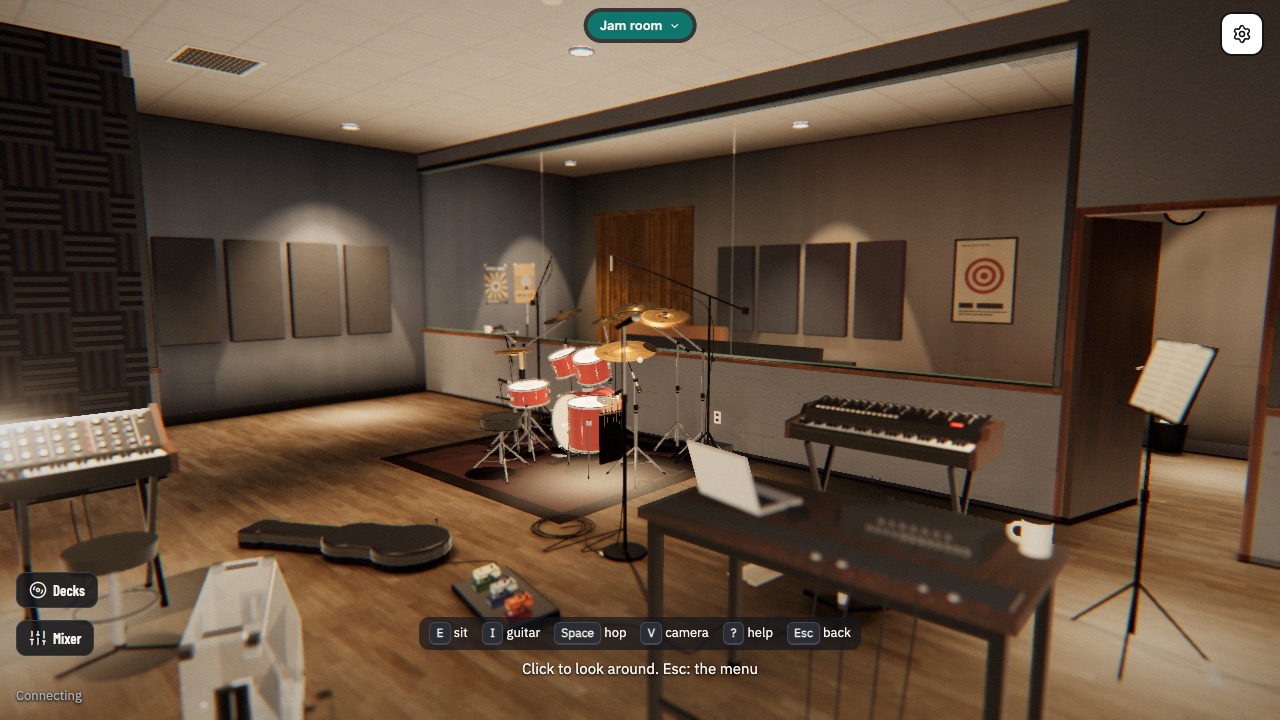 Jam room
Decks
Mixer
E sit I guitar Space hop V camera ? help Esc back
Click to look around. Esc: the menu
Connecting